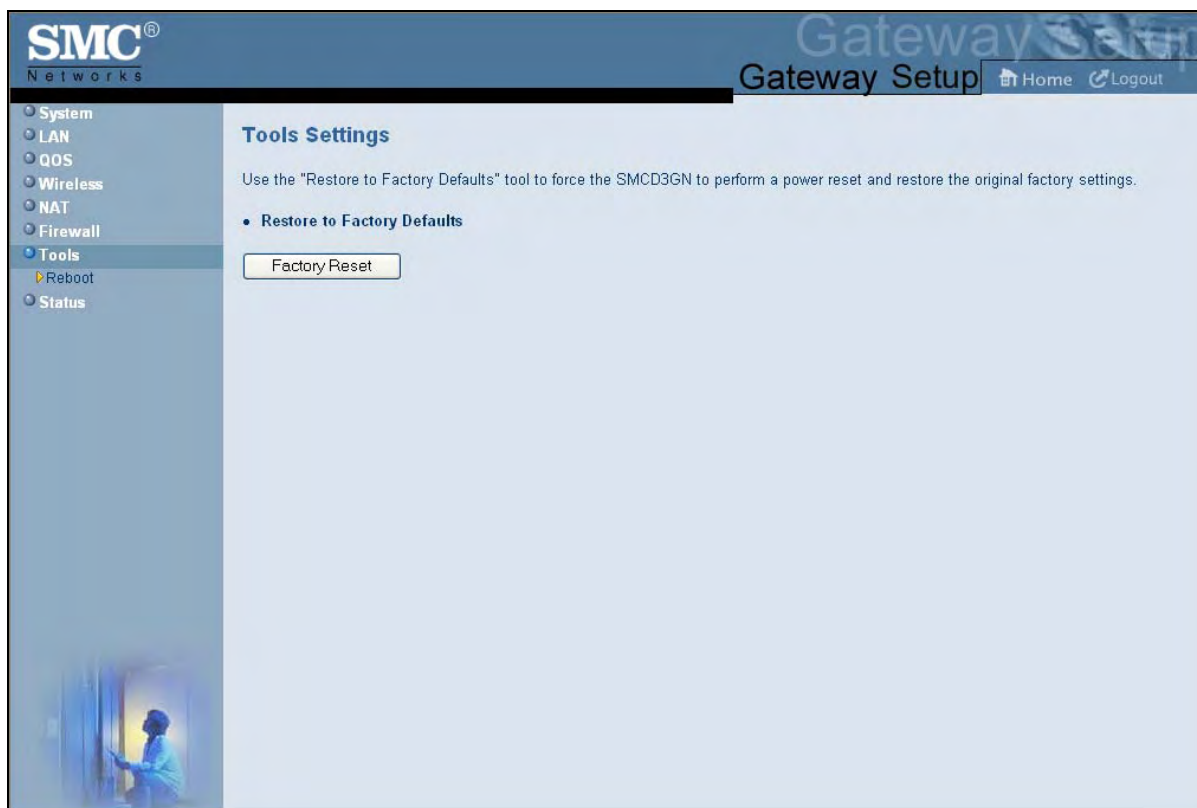 SMC®
Networks
Gateway Setup
Gateway Setup
Home
Logout
System
LAN
QOS
Wireless
NAT
Firewall
Tools
Reboot
Status
Tools Settings
Use the "Restore to Factory Defaults" tool to force the SMCD3GN to perform a power reset and restore the original factory settings.
• Restore to Factory Defaults
Factory Reset